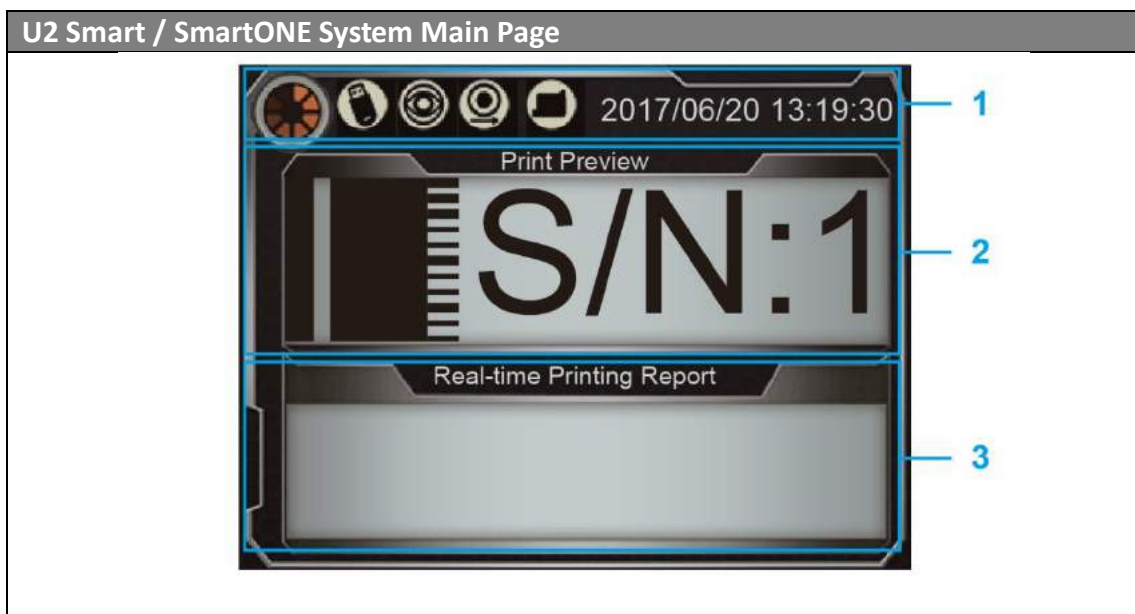 U2 Smart / SmartONE System Main Page
2017/06/20 13:19:30
1
Print Preview
S/N:1
2
Real-time Printing Report
3